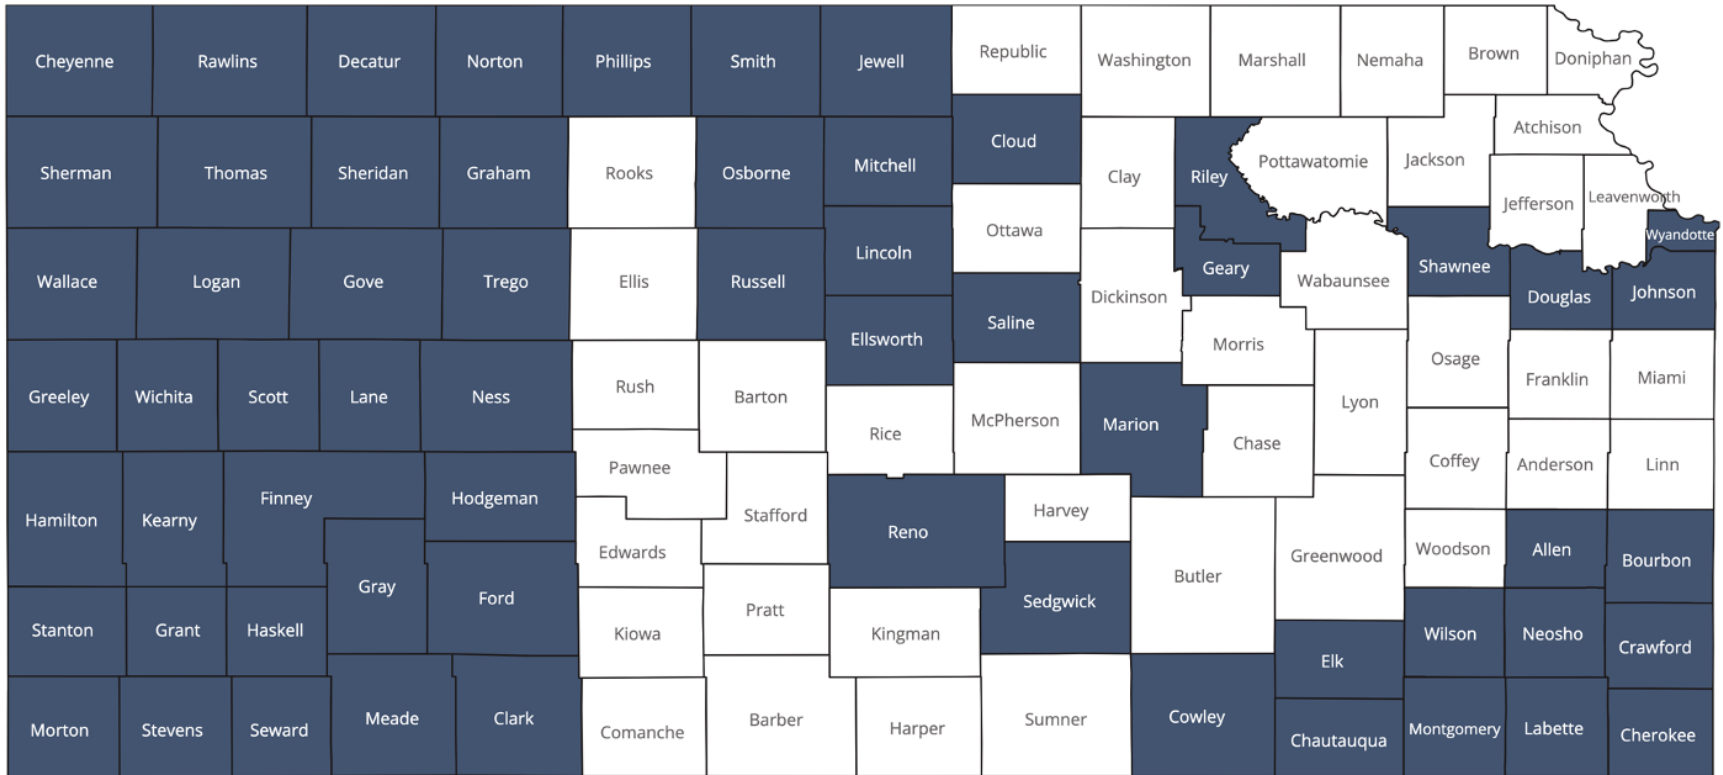 Cheyenne
Rawlins
Decatur
Norton
Phillips
Smith
Jewell
Republic
Washington
Marshall
Nemaha
Brown
Doniphan
Sherman
Thomas
Sheridan
Graham
Rooks
Osborne
Mitchell
Cloud
Clay
Riley
Pottawatomie
Jackson
Atchison
Jefferson
Leavenworth
Wyandotte
Wallace
Logan
Gove
Trego
Ellis
Russell
Lincoln
Ottawa
Saline
Dickinson
Geary
Wabaunsee
Shawnee
Douglas
Johnson
Ellsworth
Morris
Osage
Franklin
Miami
Greeley
Wichita
Scott
Lane
Ness
Rush
Barton
Rice
McPherson
Marion
Chase
Lyon
Coffey
Anderson
Linn
Hamilton
Kearny
Finney
Hodgeman
Pawnee
Stafford
Edwards
Reno
Harvey
Butler
Greenwood
Woodson
Allen
Bourbon
Gray
Ford
Stanton
Grant
Haskell
Kiowa
Pratt
Kingman
Sedgwick
Elk
Wilson
Neosho
Crawford
Morton
Stevens
Seward
Meade
Clark
Comanche
Barber
Harper
Sumner
Cowley
Chautauqua
Montgomery
Labette
Cherokee